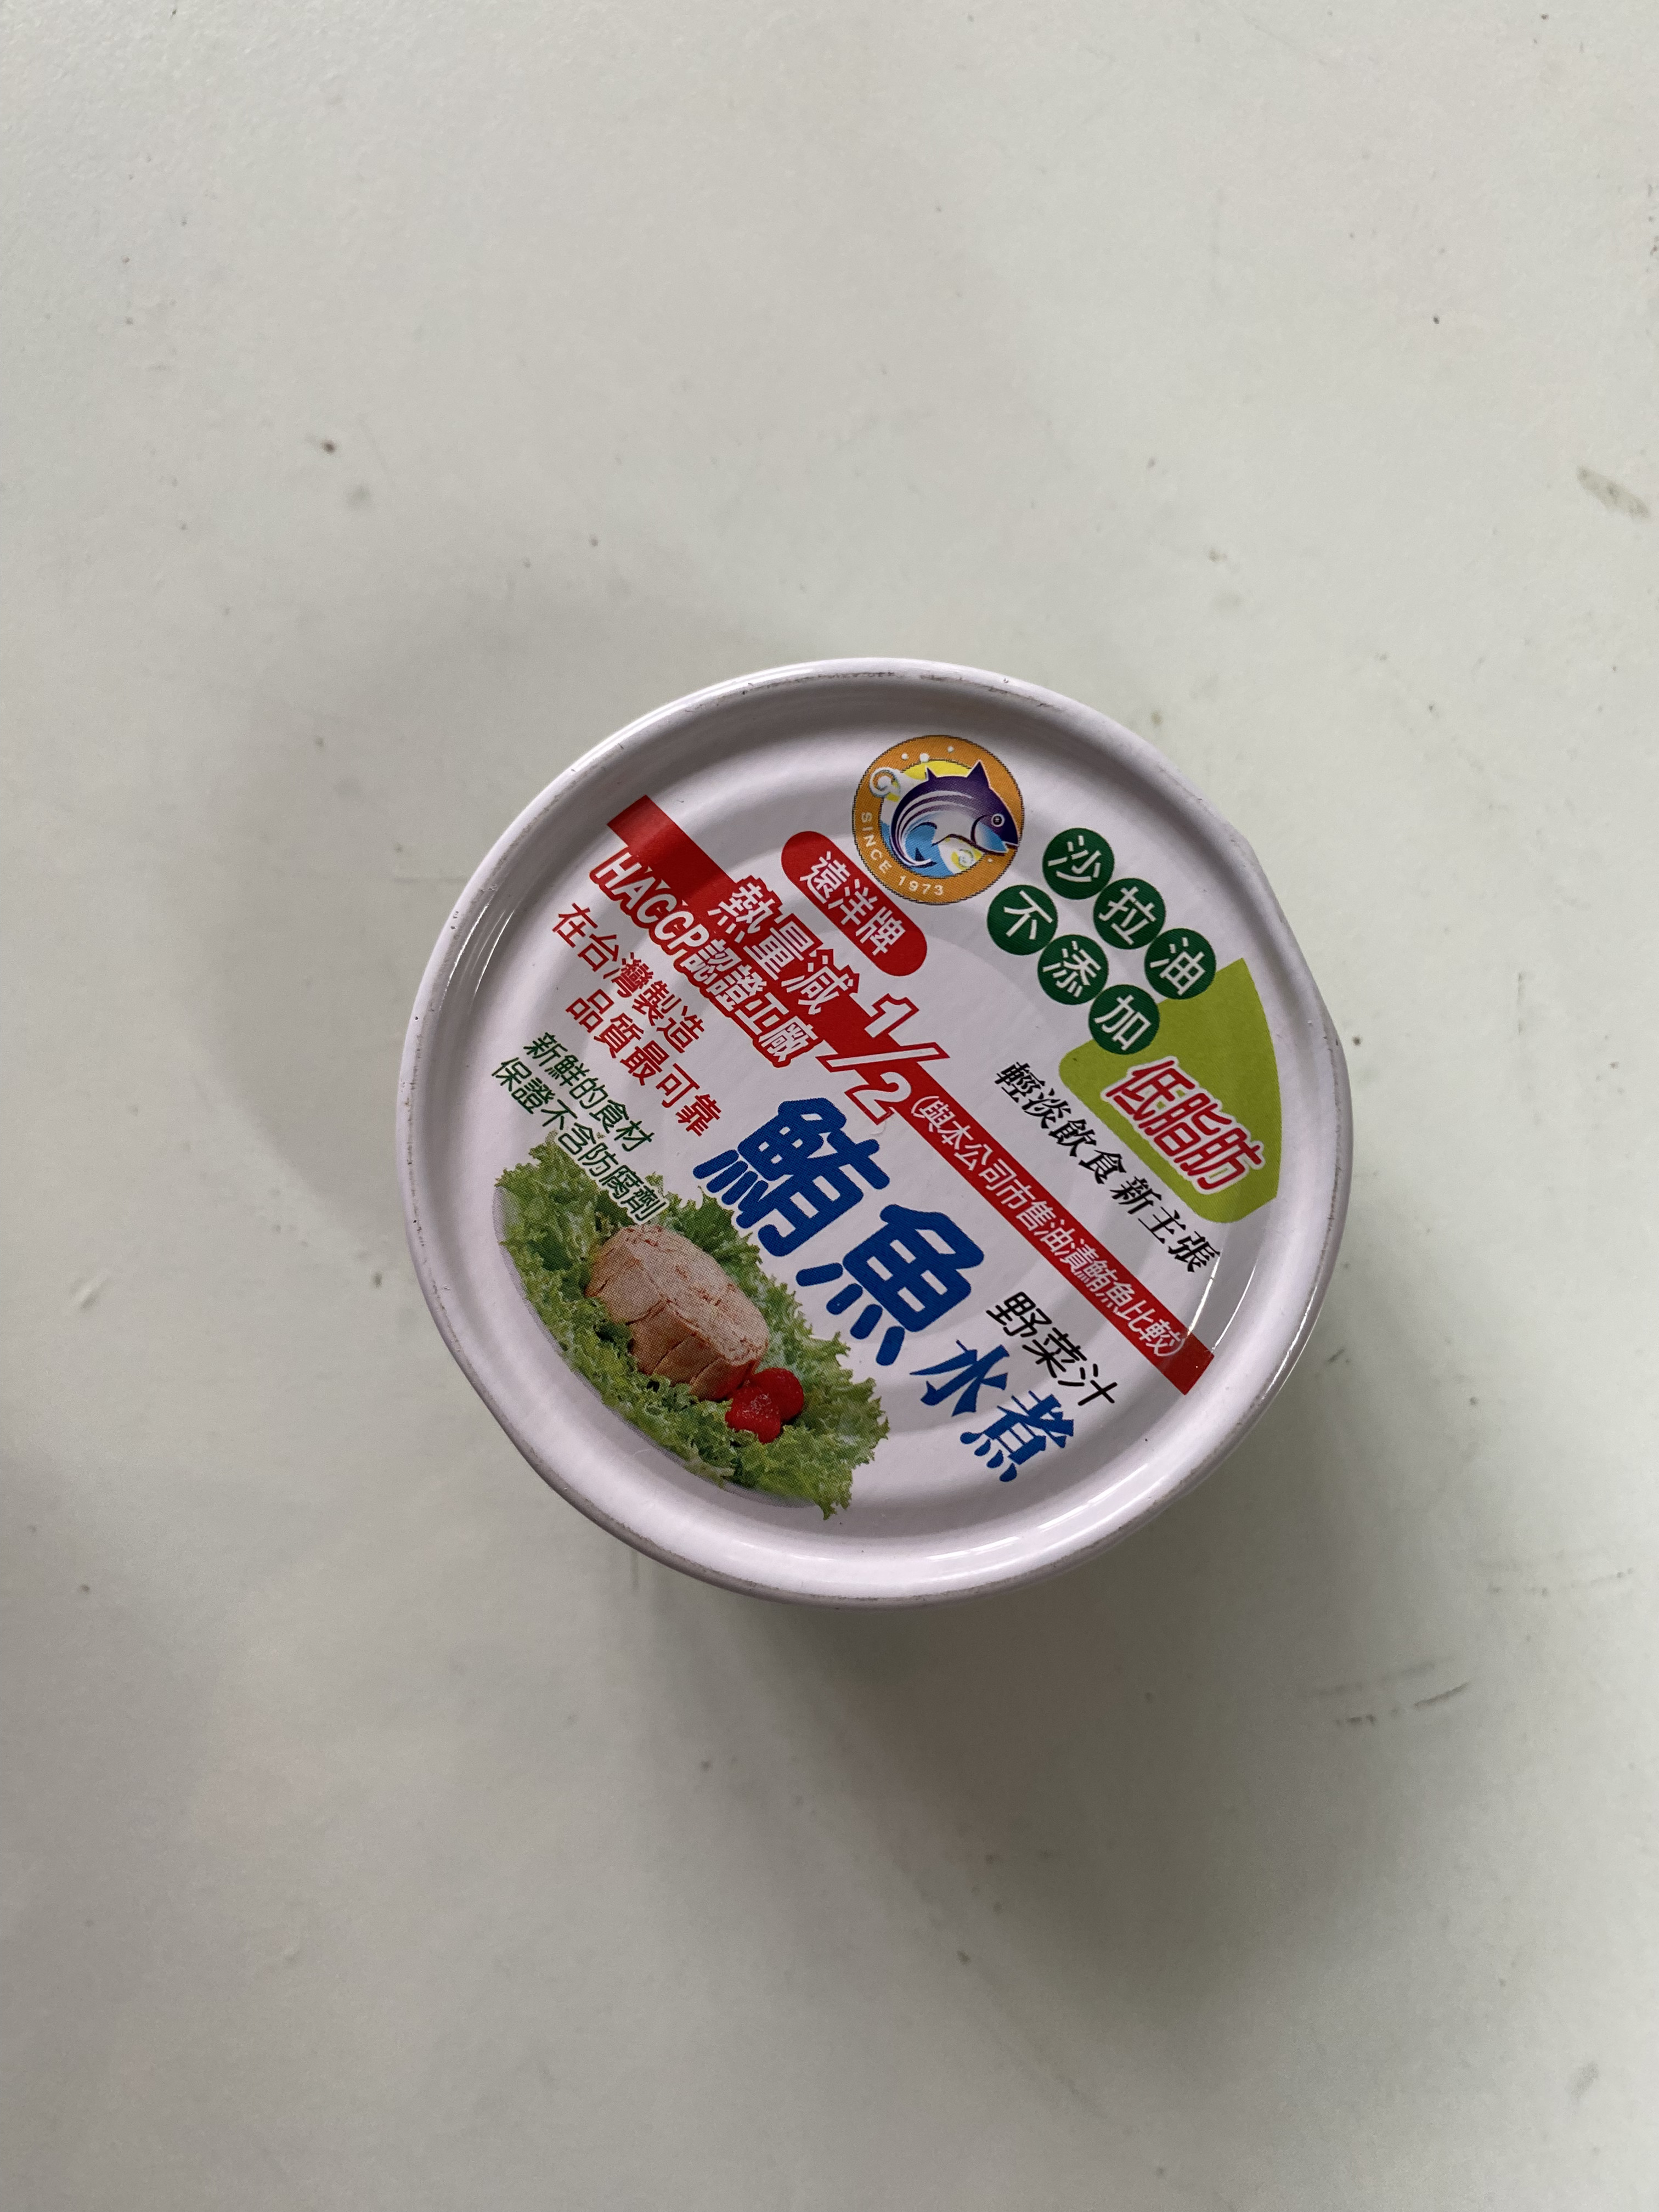 SINCE 1973
遠洋牌
沙拉油
不添加
低脂肪
輕淡飲食 新主張
熱量減1/2(與本公司市售油漬鮪魚比較)
HACCP認證工廠
在台灣製造
品質最可靠
新鮮的食材
保證不含防腐劑
鮪魚
野菜汁
水煮